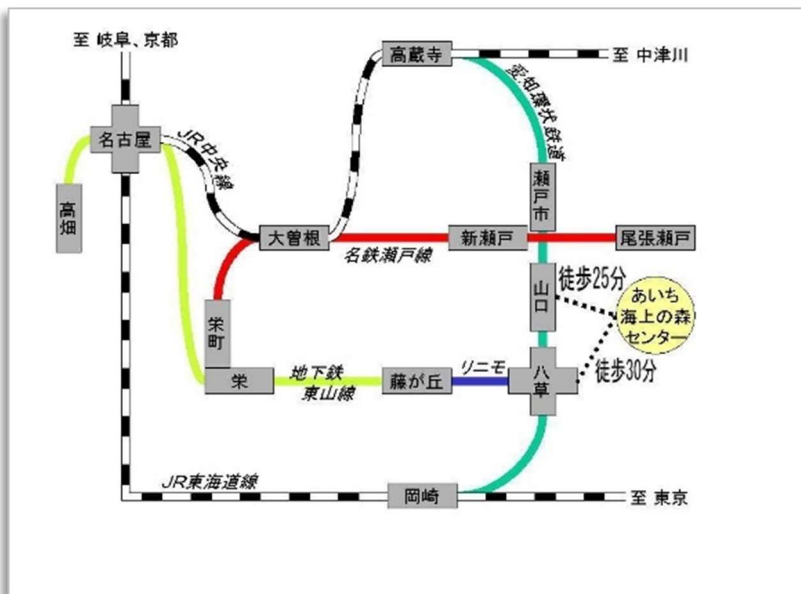 至 岐阜、京都
高蔵寺
至 中津川
愛知環状鉄道
名古屋
JR中央線
高畑
瀬戸市
大曽根
新瀬戸
尾張瀬戸
名鉄瀬戸線
山口
徒歩25分
あいち
海上の森
センター
栄町
栄
地下鉄
東山線
藤が丘
リニモ
八草
徒歩30分
JR東海道線
岡崎
至 東京